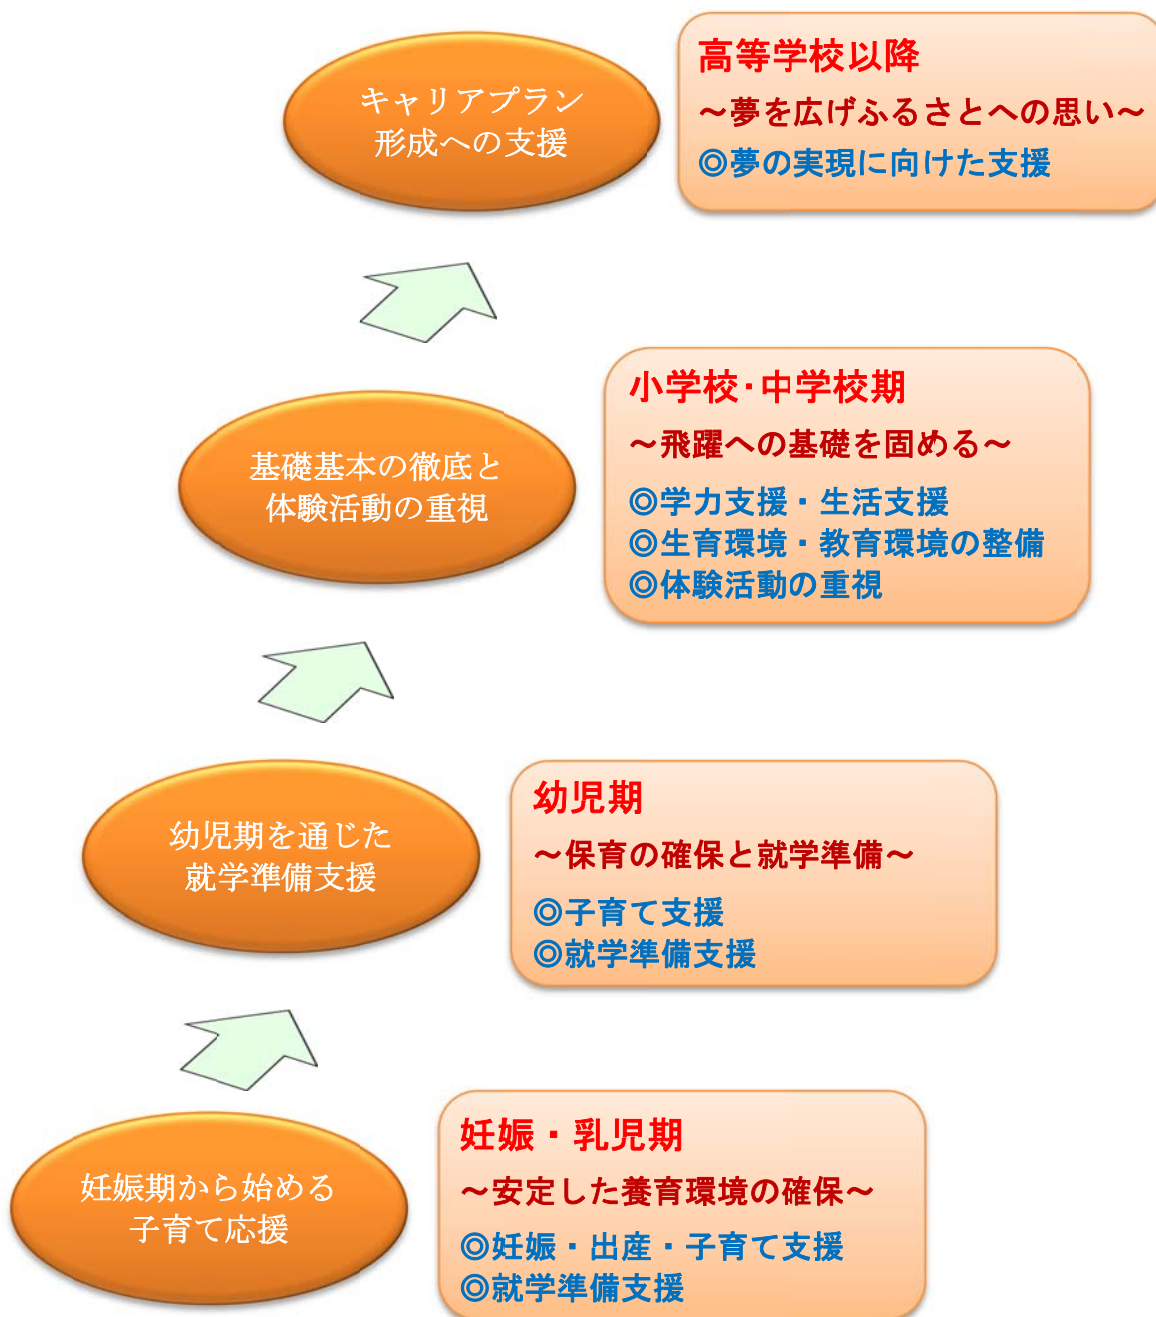 キャリアプラン
形成への支援
高等学校以降
～夢を広げふるさとへの思い～
◎夢の実現に向けた支援
基礎基本の徹底と
体験活動の重視
小学校･中学校期
～飛躍への基礎を固める～
◎学力支援・生活支援
◎生育環境・教育環境の整備
◎体験活動の重視
幼児期を通じた
就学準備支援
幼児期
～保育の確保と就学準備～
◎子育て支援
◎就学準備支援
妊娠期から始める
子育て応援
妊娠・乳児期
～安定した養育環境の確保～
◎妊娠・出産・子育て支援
◎就学準備支援